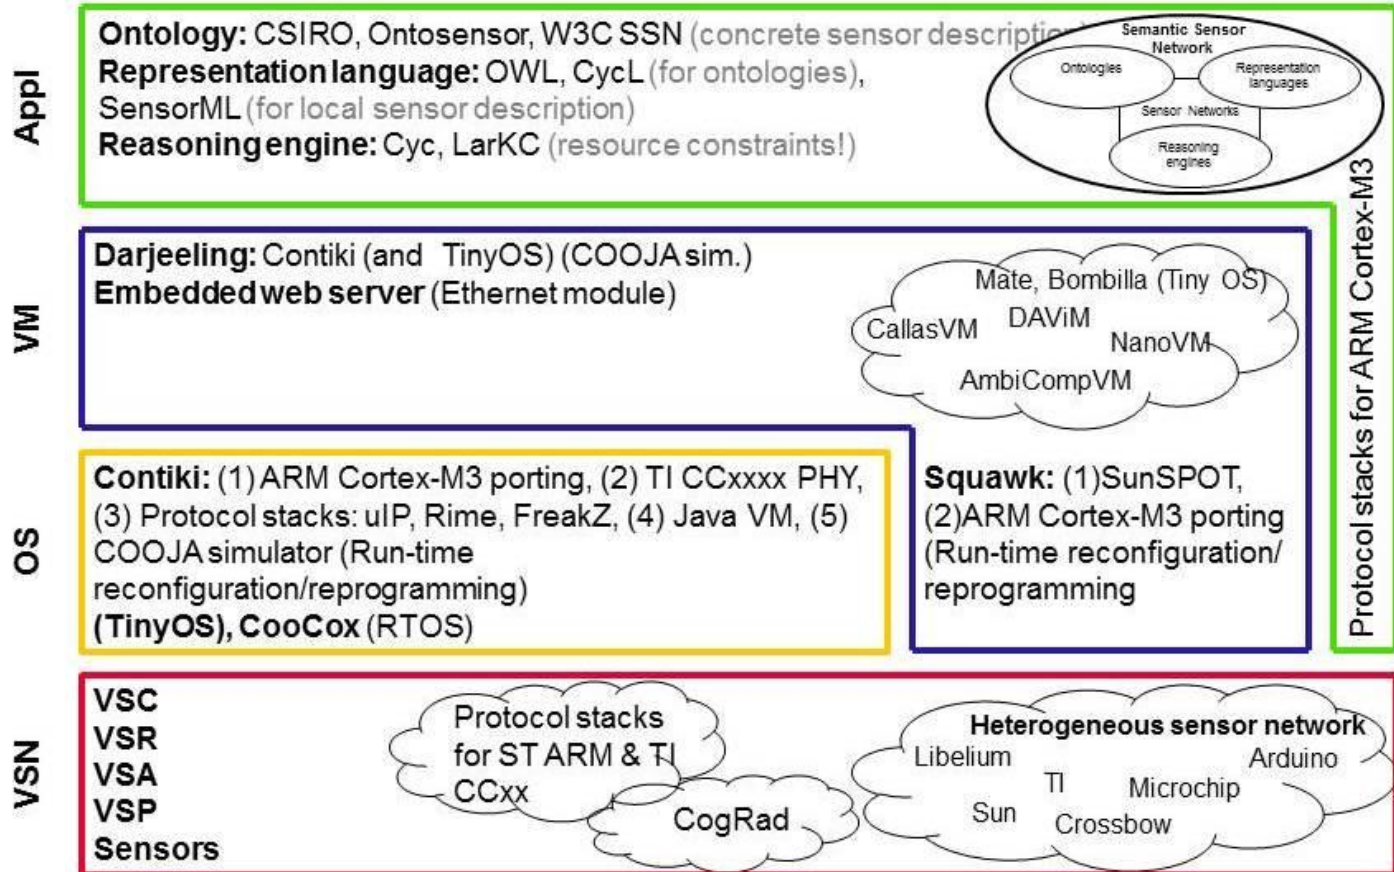 Appl
Ontology: CSIRO, Ontosensor, W3C SSN (concrete sensor description)
Representation language: OWL, CycL (for ontologies),
SensorML (for local sensor description)
Reasoning engine: Cyc, LarKC (resource constraints!)
Semantic Sensor
Network
Ontologies
Representation
languages
Sensor Networks
Reasoning
engines
Protocol stacks for ARM Cortex-M3
VM
Darjeeling: Contiki (and TinyOS) (COOJA sim.)
Embedded web server (Ethernet module)
Mate, Bombilla (Tiny OS)
CallasVM
DAViM
NanoVM
AmbiCompVM
OS
Contiki: (1) ARM Cortex-M3 porting, (2) TI CCxxxx PHY,
(3) Protocol stacks: uIP, Rime, FreakZ, (4) Java VM, (5)
COOJA simulator (Run-time
reconfiguration/reprogramming)
(TinyOS), CooCox (RTOS)
Squawk: (1)SunSPOT,
(2)ARM Cortex-M3 porting
(Run-time reconfiguration/
reprogramming
VSN
VSC
VSR
VSA
VSP
Sensors
Protocol stacks
for ST ARM & TI
CCxx
CogRad
Heterogeneous sensor network
Libelium
Arduino
TI
Microchip
Sun
Crossbow